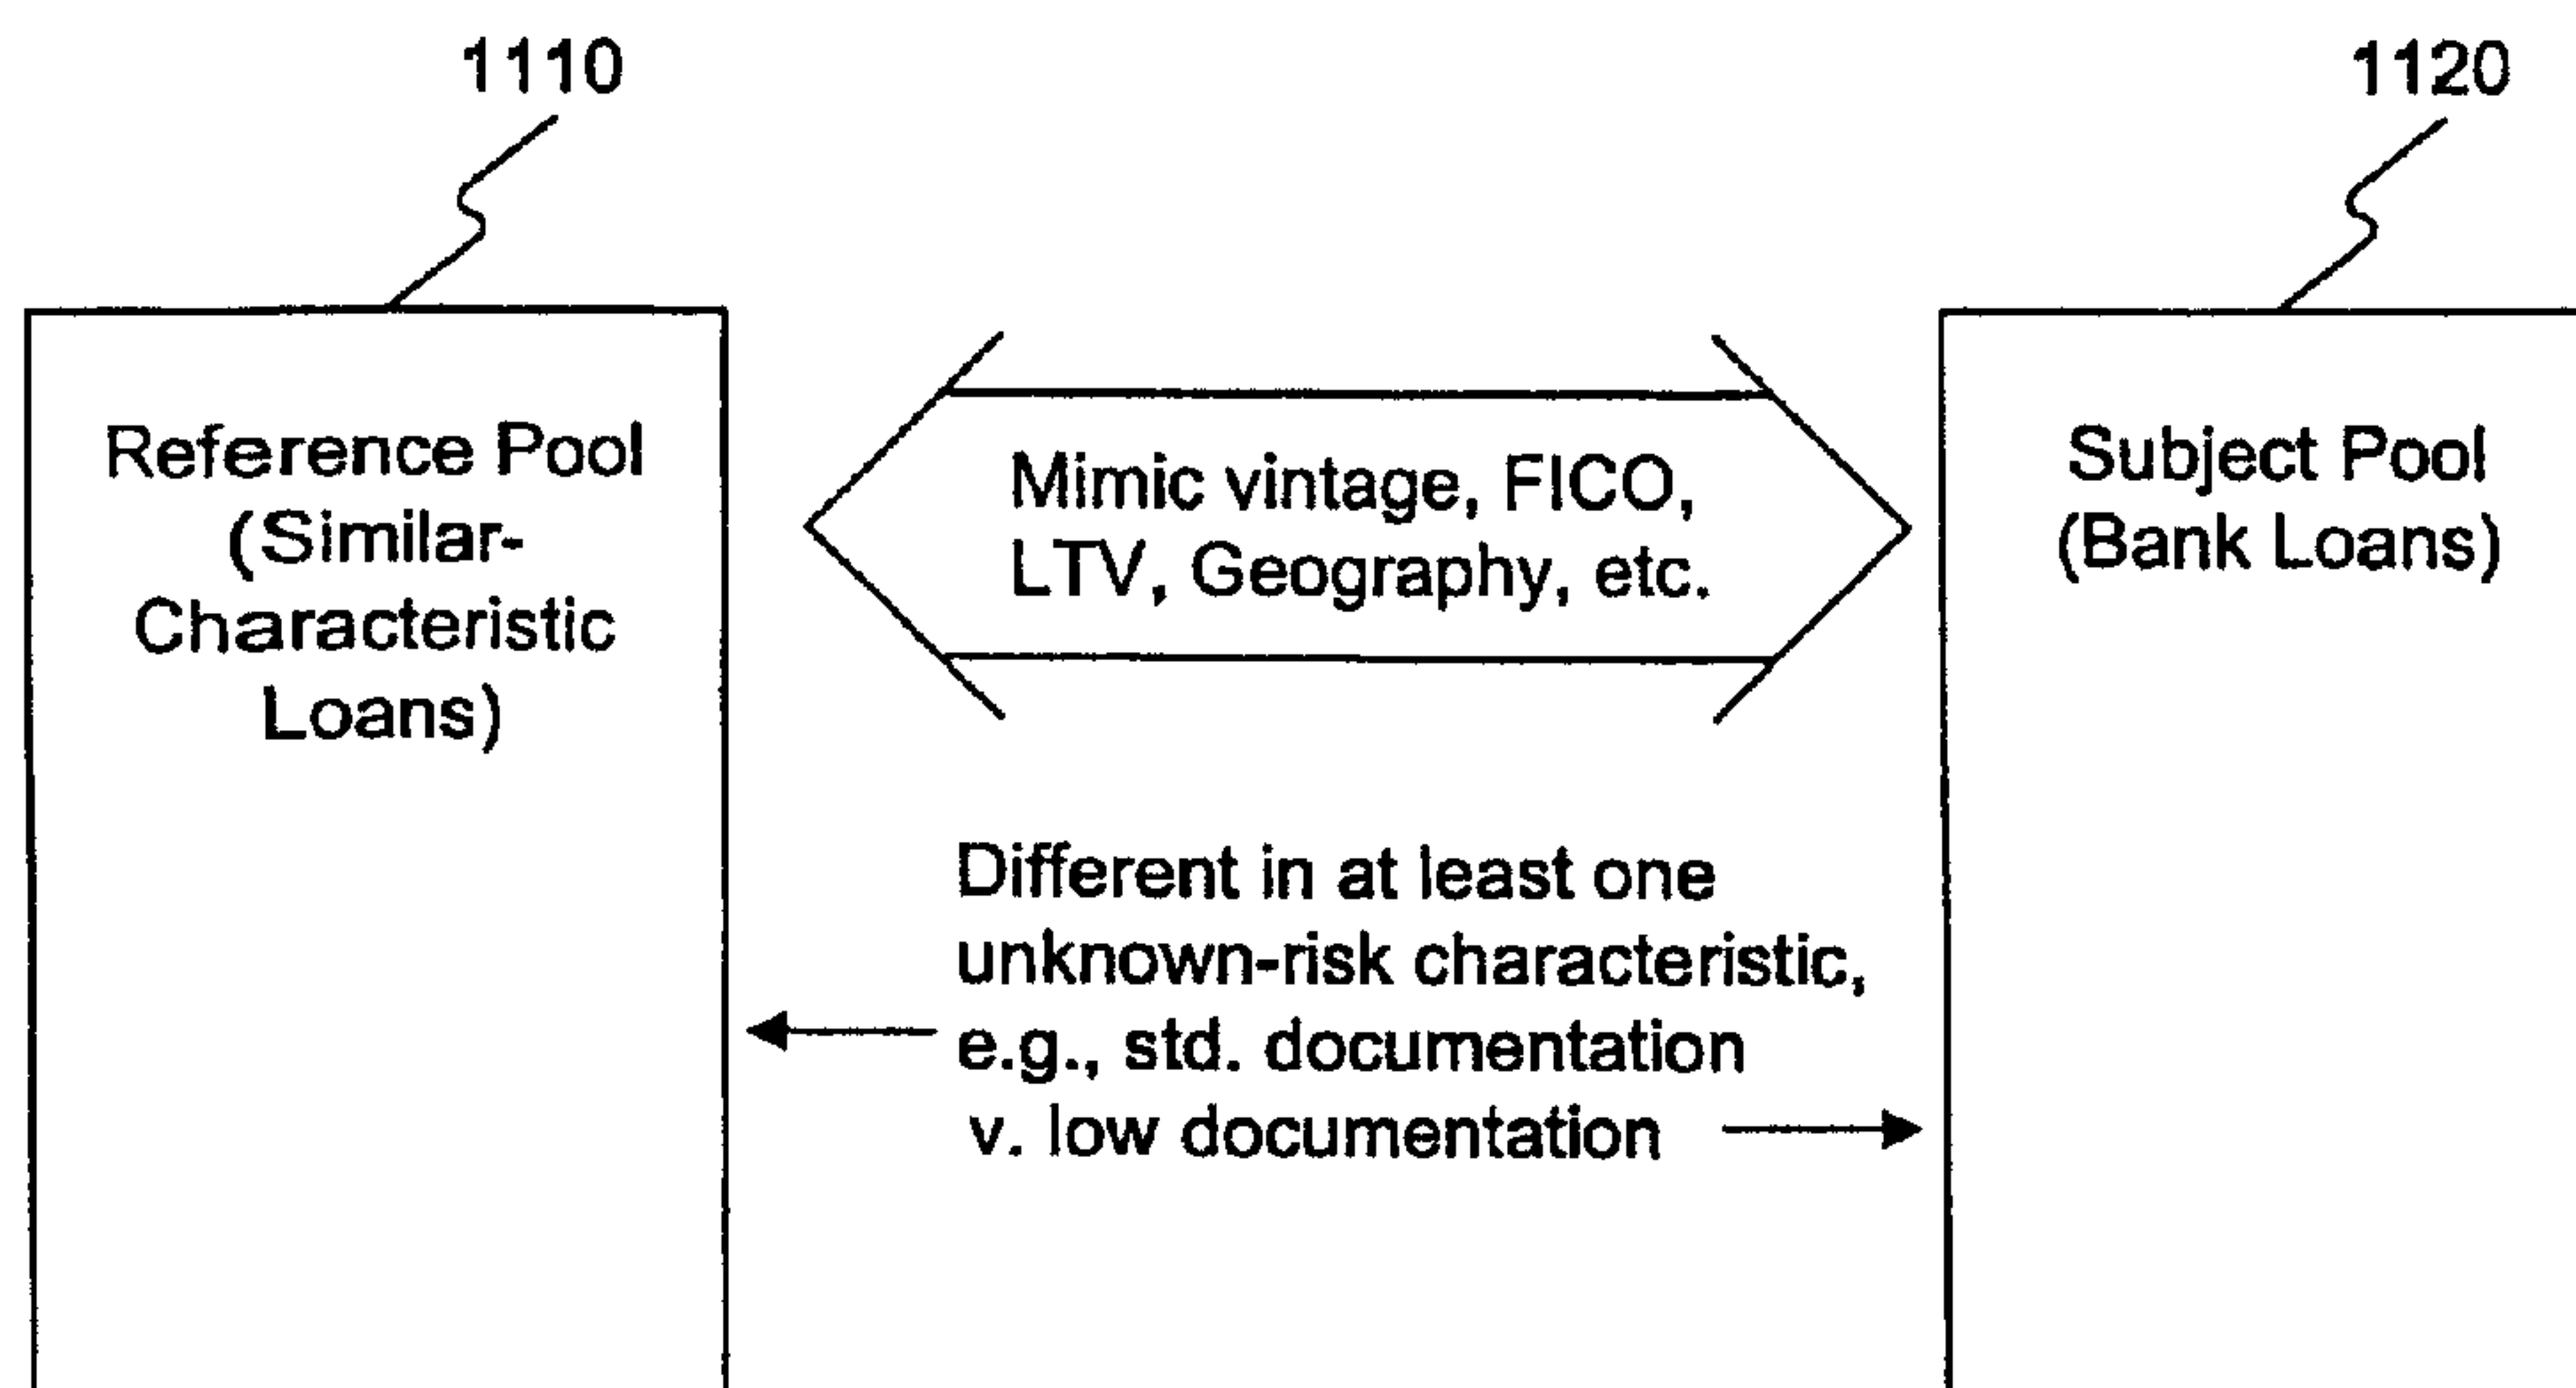 1110
1120
Reference Pool
(Similar-
Characteristic
Loans)
Mimic vintage, FICO,
LTV, Geography, etc.
Subject Pool
(Bank Loans)
Different in at least one
unknown-risk characteristic,
e.g., std. documentation
v. low documentation